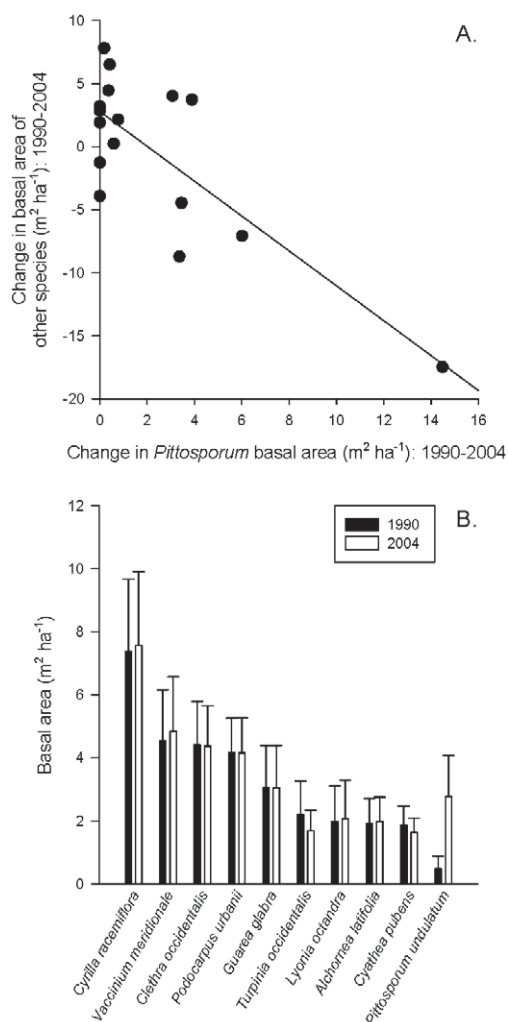 A.
10
5
0
-5
-10
-15
-20
Change in basal area of
other species (m² ha⁻¹): 1990-2004
0 2 4 6 8 10 12 14 16
Change in Pittosporum basal area (m² ha⁻¹): 1990-2004
B.
1990
2004
12
10
8
6
4
2
0
Basal area (m² ha⁻¹)
Cyrilla racemiflora
Vaccinium meridionale
Clethra occidentalis
Podocarpus urbanii
Guarea glabra
Turpinia occidentalis
Lyonia octandra
Alchornea latifolia
Cyathea pubens
Pittosporum undulatum